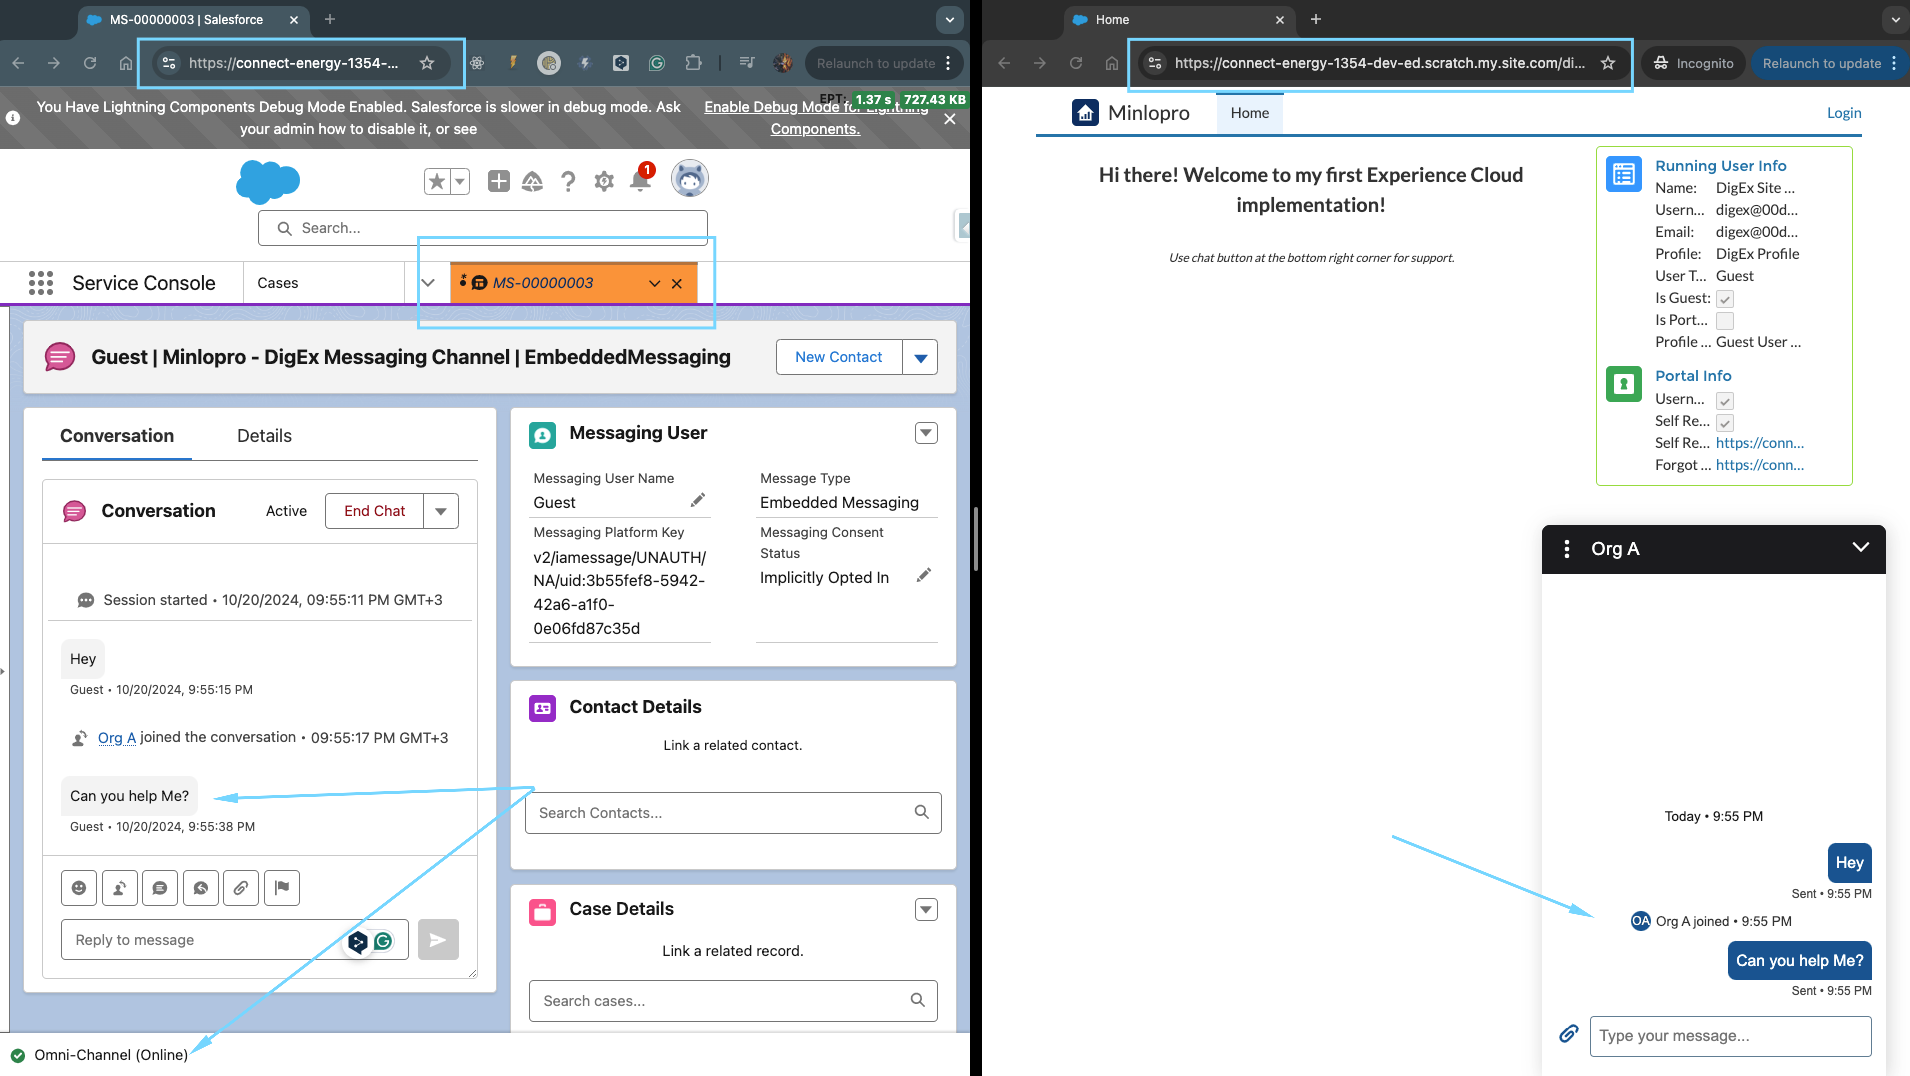 MS-00000003 | Salesforce
https://connect-energy-1354-...
Relaunch to update
You Have Lightning Components Debug Mode Enabled. Salesforce is slower in debug mode. Ask
your admin how to disable it, or see
Enable Debug Mode for Lightning
Components.
EPT: 1.37 s 727.43 KB
1
Search...
Service Console
Cases
* MS-00000003
Guest | Minlopro - DigEx Messaging Channel | EmbeddedMessaging
New Contact
Conversation
Details
Conversation
Active
End Chat
Session started • 10/20/2024, 09:55:11 PM GMT+3
Hey
Guest • 10/20/2024, 9:55:15 PM
Org A joined the conversation • 09:55:17 PM GMT+3
Can you help Me?
Guest • 10/20/2024, 9:55:38 PM
Reply to message
Messaging User
Messaging User Name
Guest
Message Type
Embedded Messaging
Messaging Platform Key
v2/iamessage/UNAUTH/
NA/uid:3b55fef8-5942-
42a6-a1f0-
0e06fd87c35d
Messaging Consent
Status
Implicitly Opted In
Contact Details
Link a related contact.
Search Contacts...
Case Details
Link a related record.
Search cases...
Omni-Channel (Online)
Home
https://connect-energy-1354-dev-ed.scratch.my.site.com/di...
Incognito
Relaunch to update
Minlopro
Home
Login
Hi there! Welcome to my first Experience Cloud
implementation!
Use chat button at the bottom right corner for support.
Running User Info
Name: DigEx Site ...
Usern... digex@00d...
Email: digex@00d...
Profile: DigEx Profile
User T... Guest
Is Guest:
Is Port...
Profile ... Guest User ...
Portal Info
Usern...
Self Re...
Self Re... https://conn...
Forgot ... https://conn...
Org A
Today • 9:55 PM
Hey
Sent • 9:55 PM
OA Org A joined • 9:55 PM
Can you help Me?
Sent • 9:55 PM
Type your message...